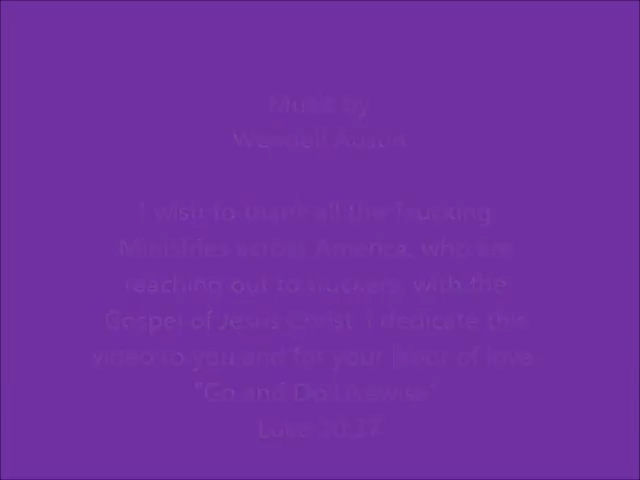 Music by
Wendell Austin
I wish to thank all the Trucking
Ministries across America, who are
reaching out to truckers, with the
Gospel of Jesus Christ. I dedicate this
video to you and for your labor of love
"Go and Do Likewise"
Luke 10:37